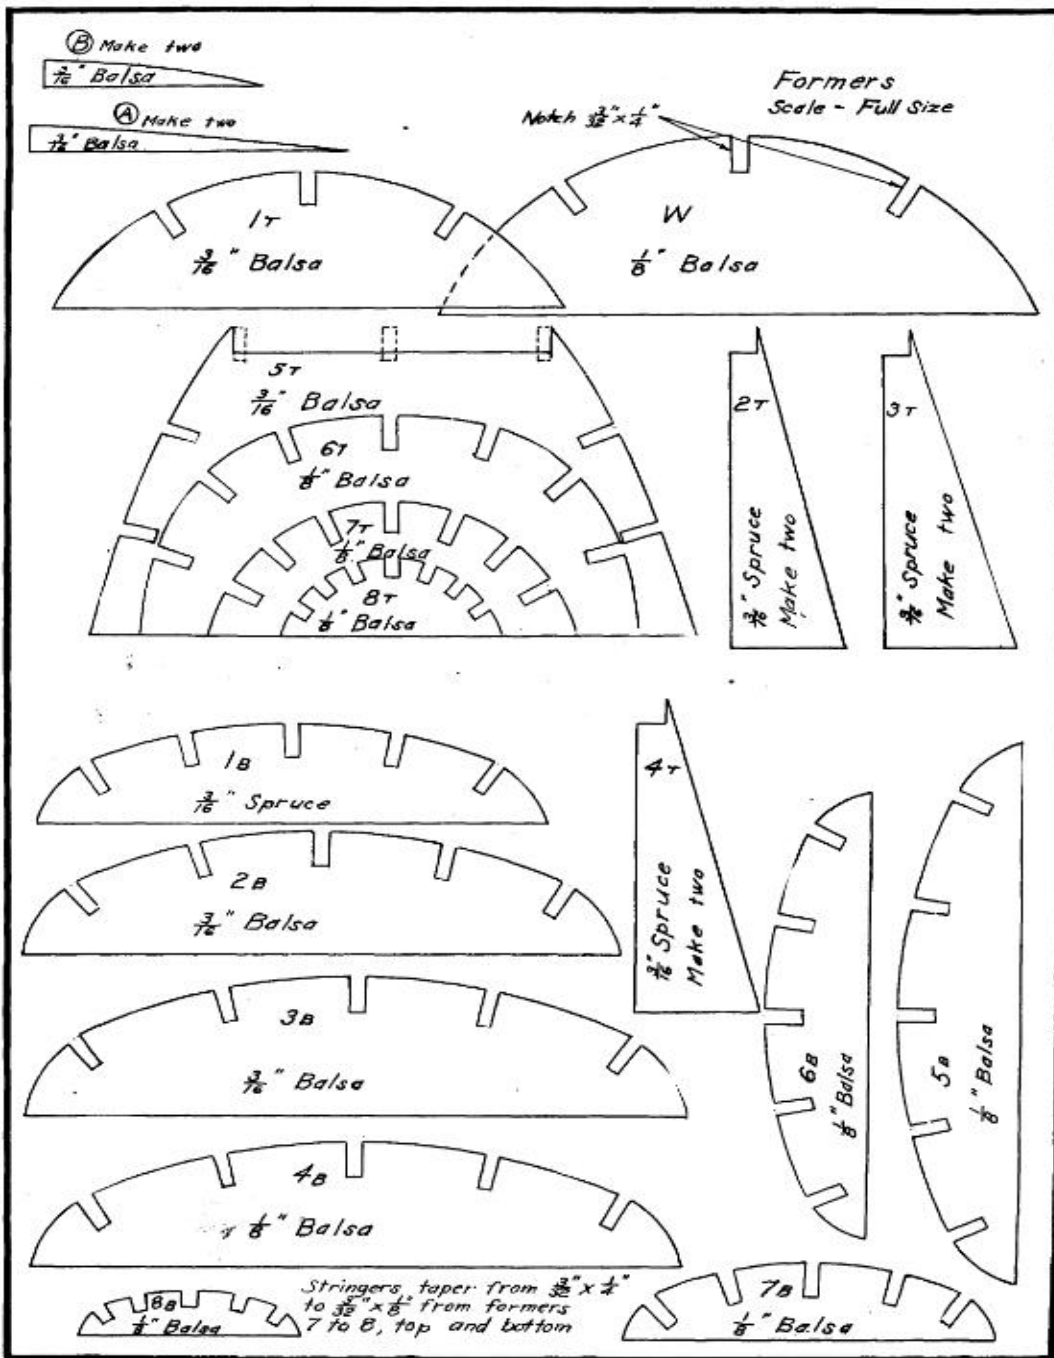 Ⓑ Make two
3/16" Balsa
Ⓐ Make two
3/16" Balsa
Formers
Scale - Full Size
Notch 3/32" x 1/4"
1T
3/16" Balsa
W
1/8" Balsa
5T
3/16" Balsa
6T
1/8" Balsa
7T
1/8" Balsa
8T
1/8" Balsa
2T
3/16" Spruce
Make two
3T
3/16" Spruce
Make two
1B
3/16" Spruce
2B
3/16" Balsa
3B
3/16" Balsa
4B
1/8" Balsa
4T
3/16" Spruce
Make two
6B
1/8" Balsa
5B
1/8" Balsa
8B
1/8" Balsa
Stringers taper from 3/32" x 1/4"
to 3/32" x 1/8" from formers
7 to 8, top and bottom
7B
1/8" Balsa